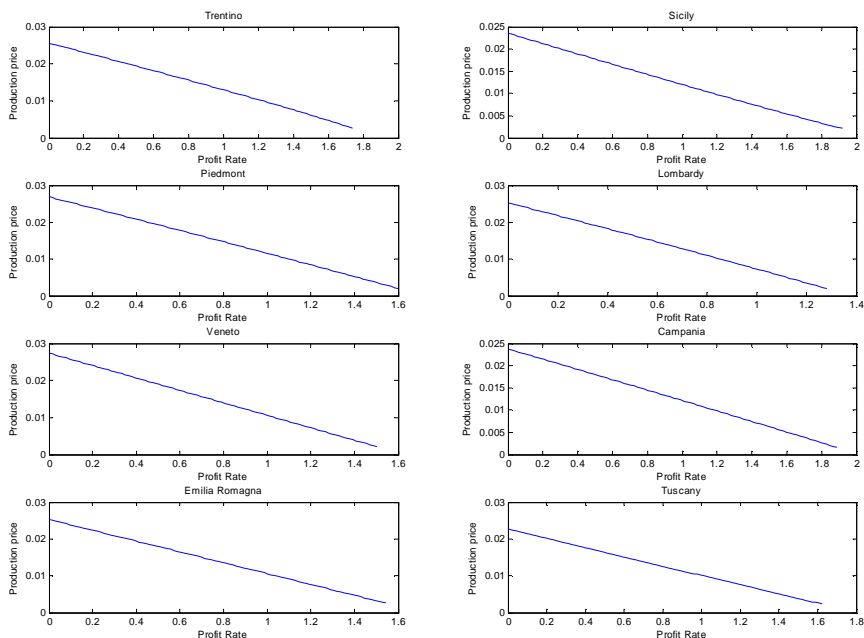 Trentino
Production price
0.03
0.02
0.01
0
0 0.2 0.4 0.6 0.8 1 1.2 1.4 1.6 1.8 2
Profit Rate
Sicily
Production price
0.025
0.02
0.015
0.01
0.005
0
0 0.2 0.4 0.6 0.8 1 1.2 1.4 1.6 1.8 2
Profit Rate
Piedmont
Production price
0.03
0.02
0.01
0
0 0.2 0.4 0.6 0.8 1 1.2 1.4 1.6
Profit Rate
Lombardy
Production price
0.03
0.02
0.01
0
0 0.2 0.4 0.6 0.8 1 1.2 1.4
Profit Rate
Veneto
Production price
0.03
0.02
0.01
0
0 0.2 0.4 0.6 0.8 1 1.2 1.4 1.6
Profit Rate
Campania
Production price
0.025
0.02
0.015
0.01
0.005
0
0 0.2 0.4 0.6 0.8 1 1.2 1.4 1.6 1.8 2
Profit Rate
Emilia Romagna
Production price
0.03
0.02
0.01
0
0 0.2 0.4 0.6 0.8 1 1.2 1.4 1.6
Profit Rate
Tuscany
Production price
0.03
0.02
0.01
0
0 0.2 0.4 0.6 0.8 1 1.2 1.4 1.6 1.8
Profit Rate